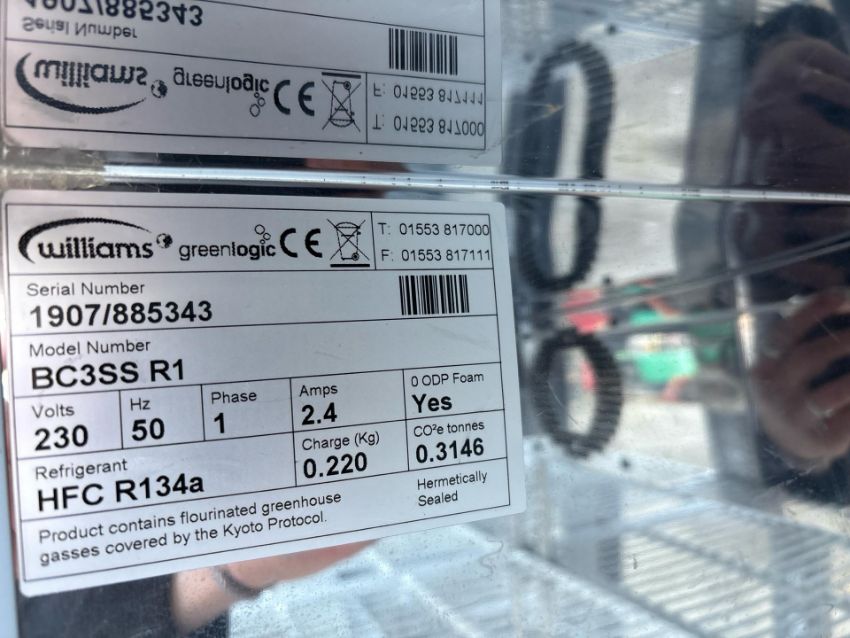 1907/885343
Serial Number
williams greenlogic CE F: 01553 817111
T: 01553 817000
williams greenlogic CE T: 01553 817000
F: 01553 817111
Serial Number
1907/885343
Model Number
BC3SS R1
Volts Hz Phase Amps 0 ODP Foam
230 50 1 2.4 Yes
Refrigerant Charge (Kg) CO²e tonnes
HFC R134a 0.220 0.3146
Product contains flourinated greenhouse
gasses covered by the Kyoto Protocol.
Hermetically
Sealed